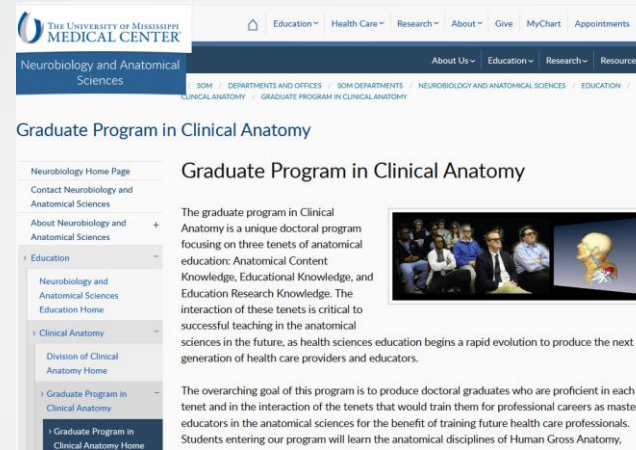 THE UNIVERSITY OF MISSISSIPPI
MEDICAL CENTER
Education Health Care Research About Give MyChart Appointments
Neurobiology and Anatomical
Sciences
About Us Education Research Resource
/ SOM / DEPARTMENTS AND OFFICES / SOM DEPARTMENTS / NEUROBIOLOGY AND ANATOMICAL SCIENCES / EDUCATION /
CLINICAL ANATOMY / GRADUATE PROGRAM IN CLINICAL ANATOMY
Graduate Program in Clinical Anatomy
Neurobiology Home Page
Contact Neurobiology and
Anatomical Sciences
About Neurobiology and +
Anatomical Sciences
› Education −
Neurobiology and
Anatomical Sciences
Education Home
› Clinical Anatomy −
Division of Clinical
Anatomy Home
› Graduate Program in −
Clinical Anatomy
› Graduate Program in
Clinical Anatomy Home
Graduate Program in Clinical Anatomy
The graduate program in Clinical
Anatomy is a unique doctoral program
focusing on three tenets of anatomical
education: Anatomical Content
Knowledge, Educational Knowledge, and
Education Research Knowledge. The
interaction of these tenets is critical to
successful teaching in the anatomical
sciences in the future, as health sciences education begins a rapid evolution to produce the next
generation of health care providers and educators.
The overarching goal of this program is to produce doctoral graduates who are proficient in each
tenet and in the interaction of the tenets that would train them for professional careers as maste
educators in the anatomical sciences for the benefit of training future health care professionals.
Students entering our program will learn the anatomical disciplines of Human Gross Anatomy,